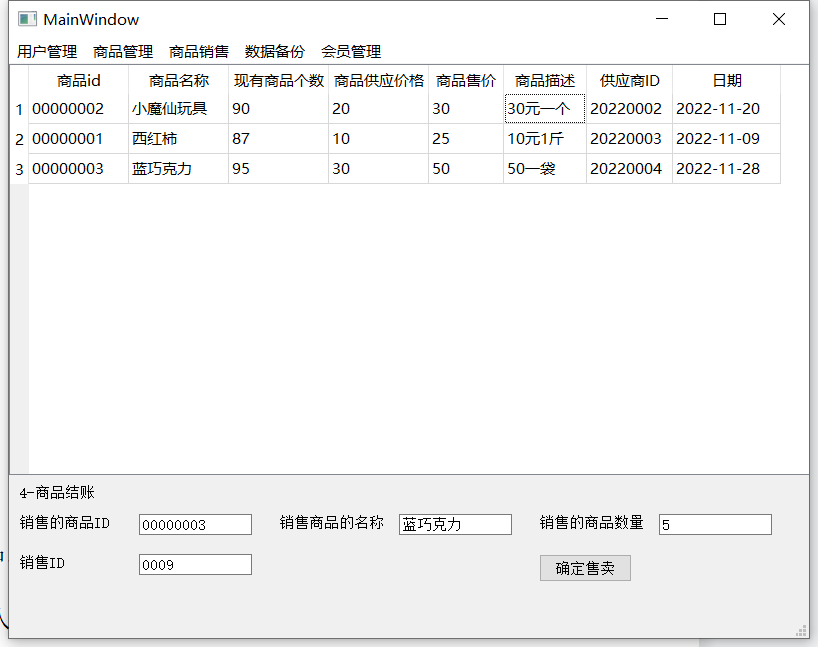 MainWindow
用户管理 商品管理 商品销售 数据备份 会员管理
商品id 商品名称 现有商品个数 商品供应价格 商品售价 商品描述 供应商ID 日期
1 00000002 小魔仙玩具 90 20 30 30元一个 20220002 2022-11-20
2 00000001 西红柿 87 10 25 10元1斤 20220003 2022-11-09
3 00000003 蓝巧克力 95 30 50 50一袋 20220004 2022-11-28
4-商品结账
销售的商品ID 00000003 销售商品的名称 蓝巧克力 销售的商品数量 5
销售ID 0009 确定售卖